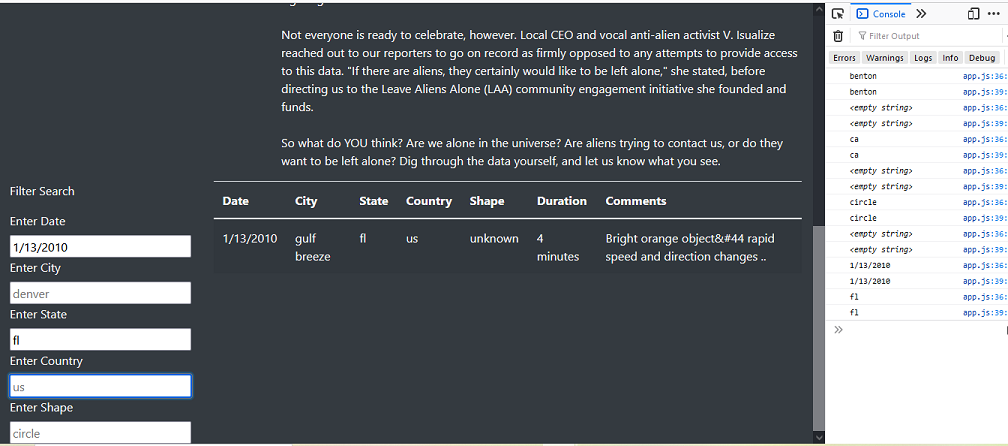 Not everyone is ready to celebrate, however. Local CEO and vocal anti-alien activist V. Isualize
reached out to our reporters to go on record as firmly opposed to any attempts to provide access
to this data. "If there are aliens, they certainly would like to be left alone," she stated, before
directing us to the Leave Aliens Alone (LAA) community engagement initiative she founded and
funds.
So what do YOU think? Are we alone in the universe? Are aliens trying to contact us, or do they
want to be left alone? Dig through the data yourself, and let us know what you see.
Filter Search
Enter Date
1/13/2010
Enter City
denver
Enter State
fl
Enter Country
us
Enter Shape
circle
Date City State Country Shape Duration Comments
1/13/2010 gulf fl us unknown 4 Bright orange object&#44 rapid
breeze minutes speed and direction changes ..
Console
Filter Output
Errors Warnings Logs Info Debug
benton app.js:36:
benton app.js:39:
<empty string> app.js:36:
<empty string> app.js:39:
ca app.js:36:
ca app.js:39:
<empty string> app.js:36:
<empty string> app.js:39:
circle app.js:36:
circle app.js:39:
<empty string> app.js:36:
<empty string> app.js:39:
1/13/2010 app.js:36:
1/13/2010 app.js:39:
fl app.js:36:
fl app.js:39: